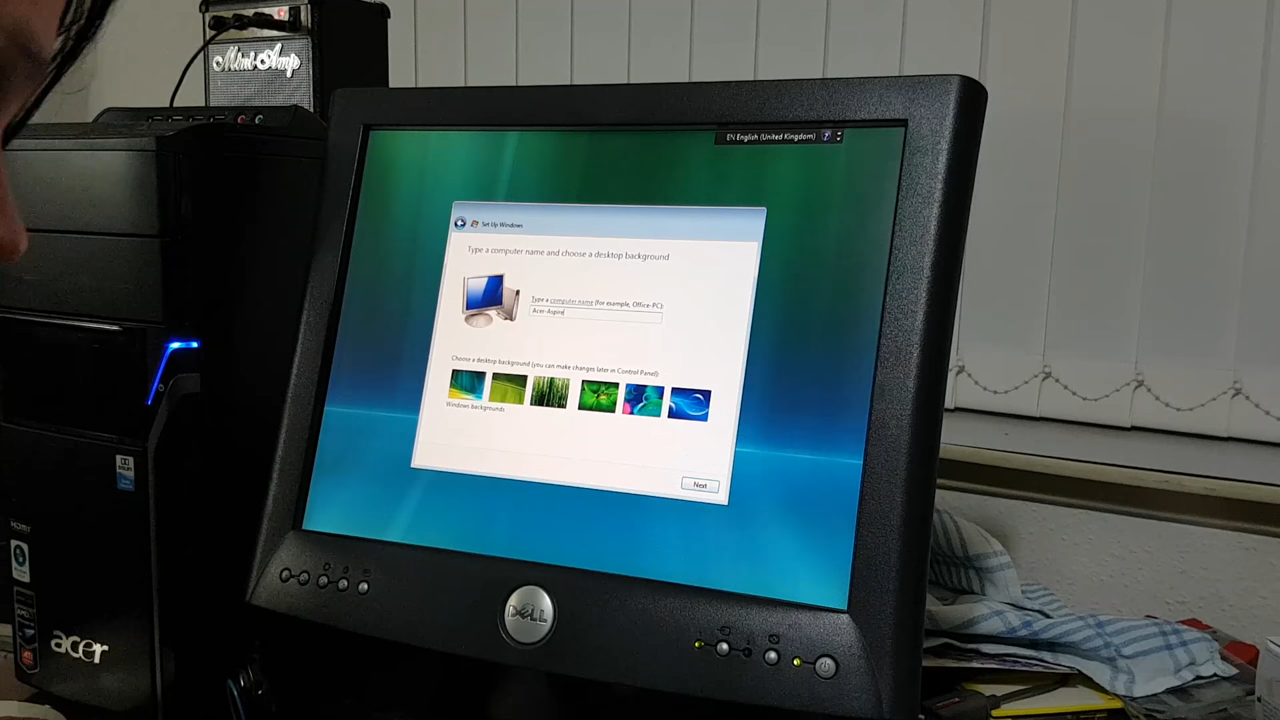 Mini Amp
EN English (United Kingdom) ?
Set Up Windows
Type a computer name and choose a desktop background
Type a computer name (for example, Office-PC):
Acer-Aspire
Choose a desktop background (you can make changes later in Control Panel):
Windows backgrounds
Next
HDMI
AMD
acer
DELL